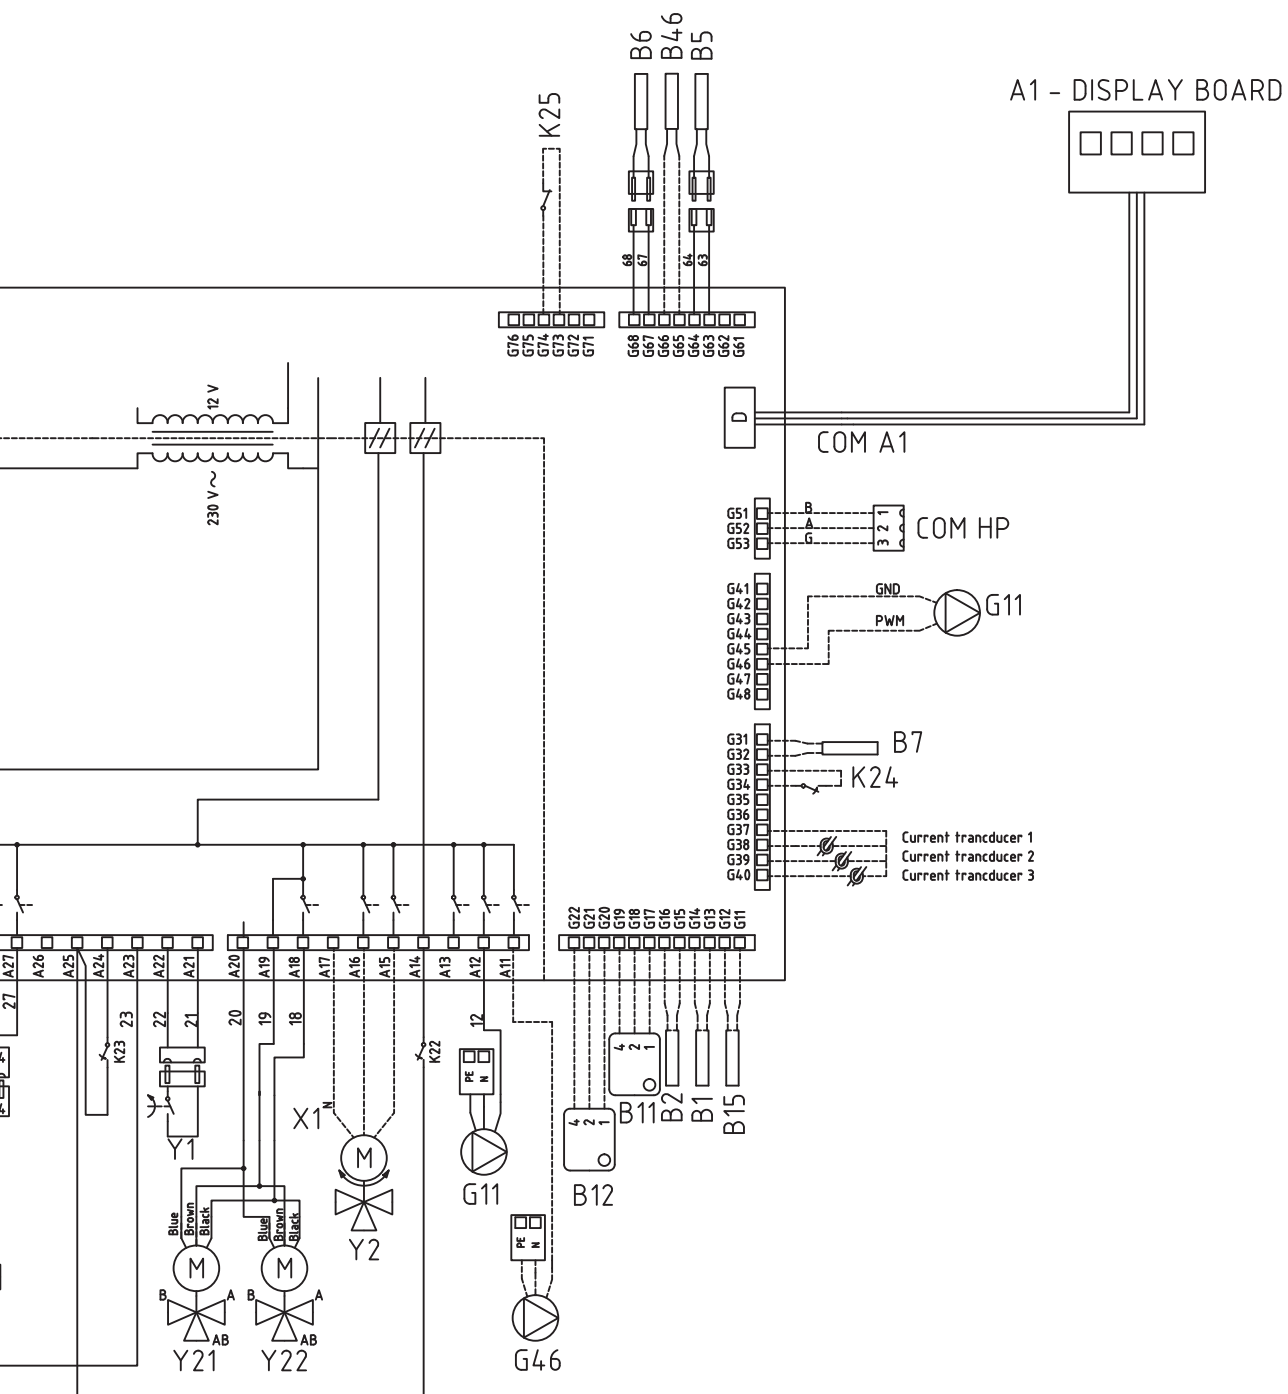 B6
B46
B5
A1 - DISPLAY BOARD
K25
68
67
64
63
G76
G75
G74
G73
G72
G71
G68
G67
G66
G65
G64
G63
G62
G61
12 V
230 V ~
D
COM A1
G51
G52
G53
B
A
G
1
2
3
COM HP
G41
G42
G43
G44
G45
G46
G47
G48
GND
PWM
G11
G31
G32
G33
G34
G35
G36
G37
G38
G39
G40
B7
K24
Current trancducer 1
Current trancducer 2
Current trancducer 3
G22
G21
G20
G19
G18
G17
G16
G15
G14
G13
G12
G11
A27
A26
A25
A24
A23
A22
A21
A20
A19
A18
A17
A16
A15
A14
A13
A12
A11
27
23
22
21
20
19
18
12
K23
K22
PE
N
4
2
1
4
2
1
X1
N
M
Y1
Y2
G11
B12
B11
B2
B1
B15
Blue
Brown
Black
Blue
Brown
Black
M
M
B
A
AB
B
A
AB
Y21
Y22
PE
N
G46